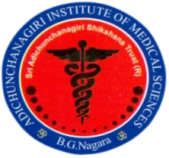 ADICHUNCHANAGIRI INSTITUTE OF MEDICAL SCIENCES
Sri Adichunchanagiri Shikshana Trust (R)
B.G.Nagara